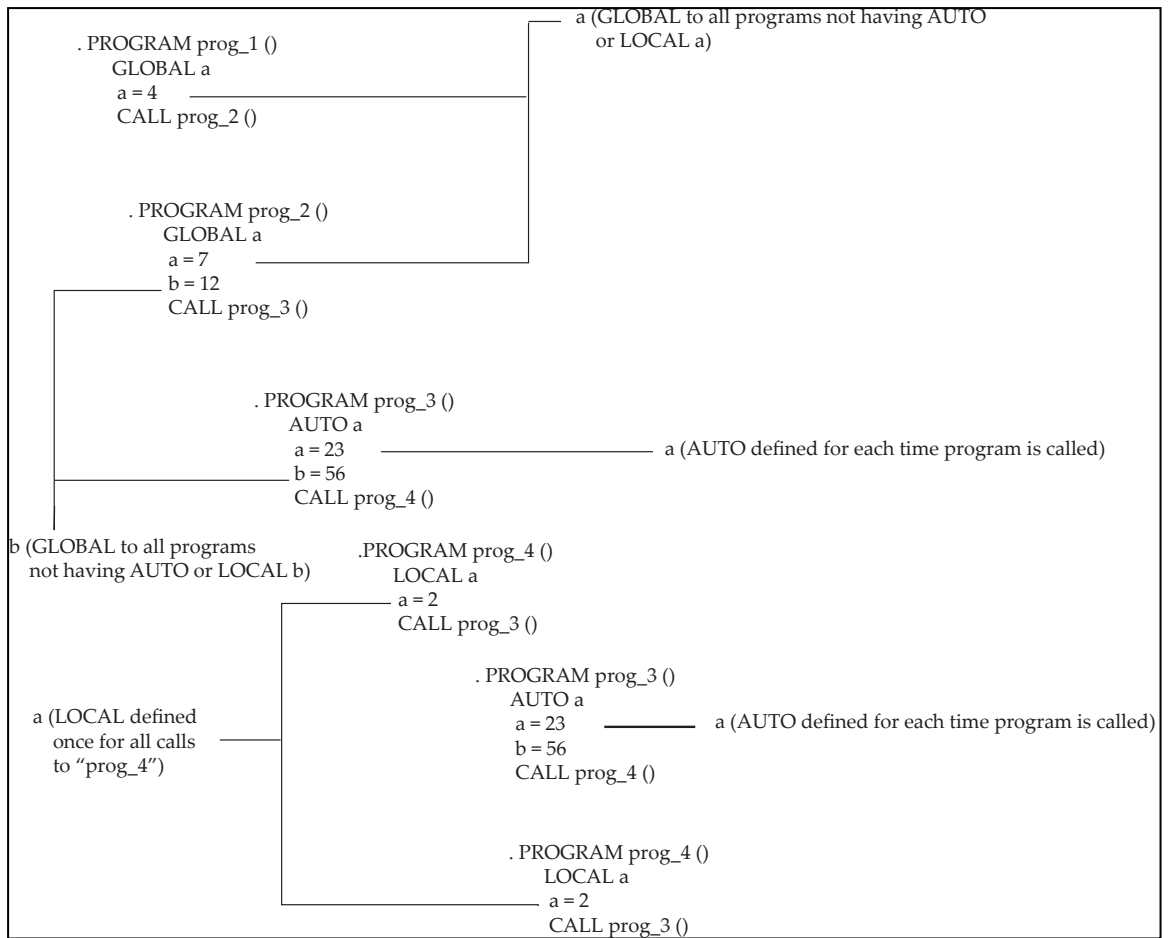 a (GLOBAL to all programs not having AUTO
or LOCAL a)
. PROGRAM prog_1 ()
GLOBAL a
a = 4
CALL prog_2 ()
. PROGRAM prog_2 ()
GLOBAL a
a = 7
b = 12
CALL prog_3 ()
. PROGRAM prog_3 ()
AUTO a
a = 23
a (AUTO defined for each time program is called)
b = 56
CALL prog_4 ()
b (GLOBAL to all programs
not having AUTO or LOCAL b)
.PROGRAM prog_4 ()
LOCAL a
a = 2
CALL prog_3 ()
. PROGRAM prog_3 ()
AUTO a
a = 23
a (AUTO defined for each time program is called)
b = 56
CALL prog_4 ()
a (LOCAL defined
once for all calls
to “prog_4”)
. PROGRAM prog_4 ()
LOCAL a
a = 2
CALL prog_3 ()